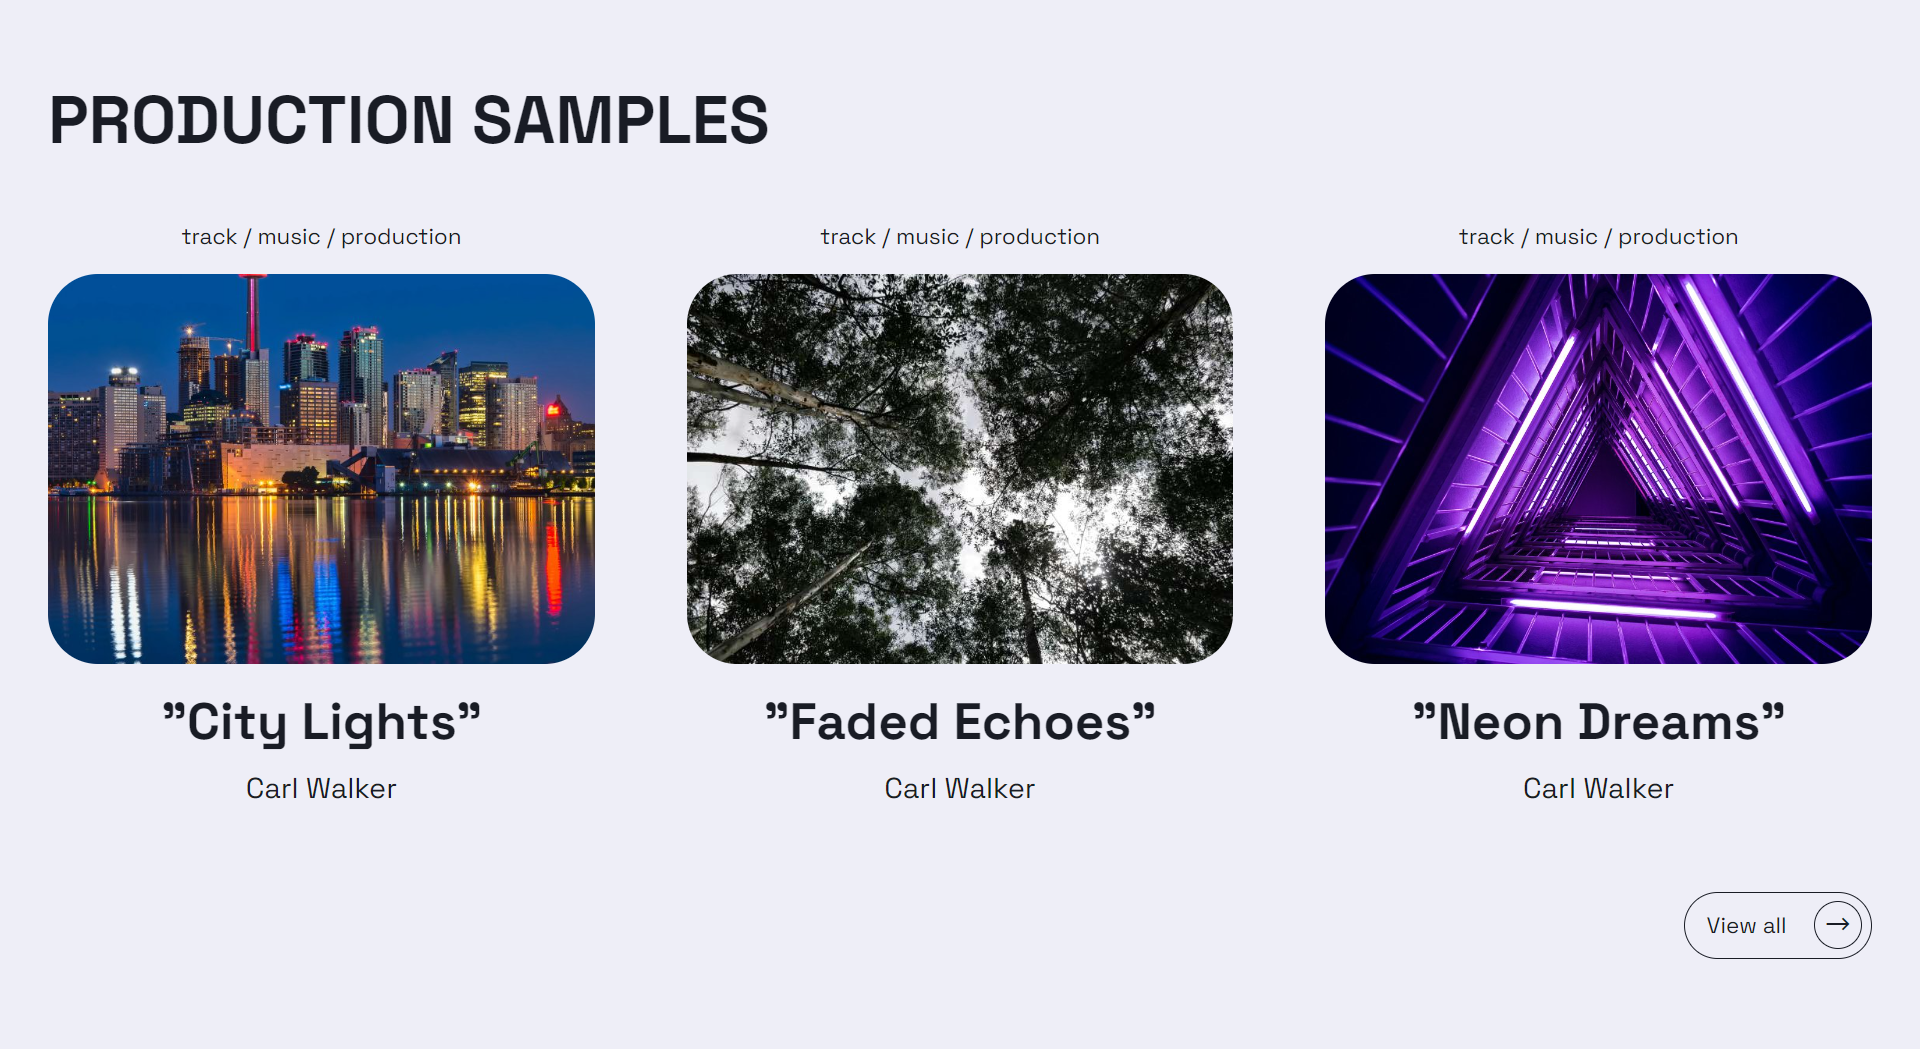 PRODUCTION SAMPLES
track / music / production
track / music / production
track / music / production
”City Lights”
”Faded Echoes”
”Neon Dreams”
Carl Walker
Carl Walker
Carl Walker
View all →